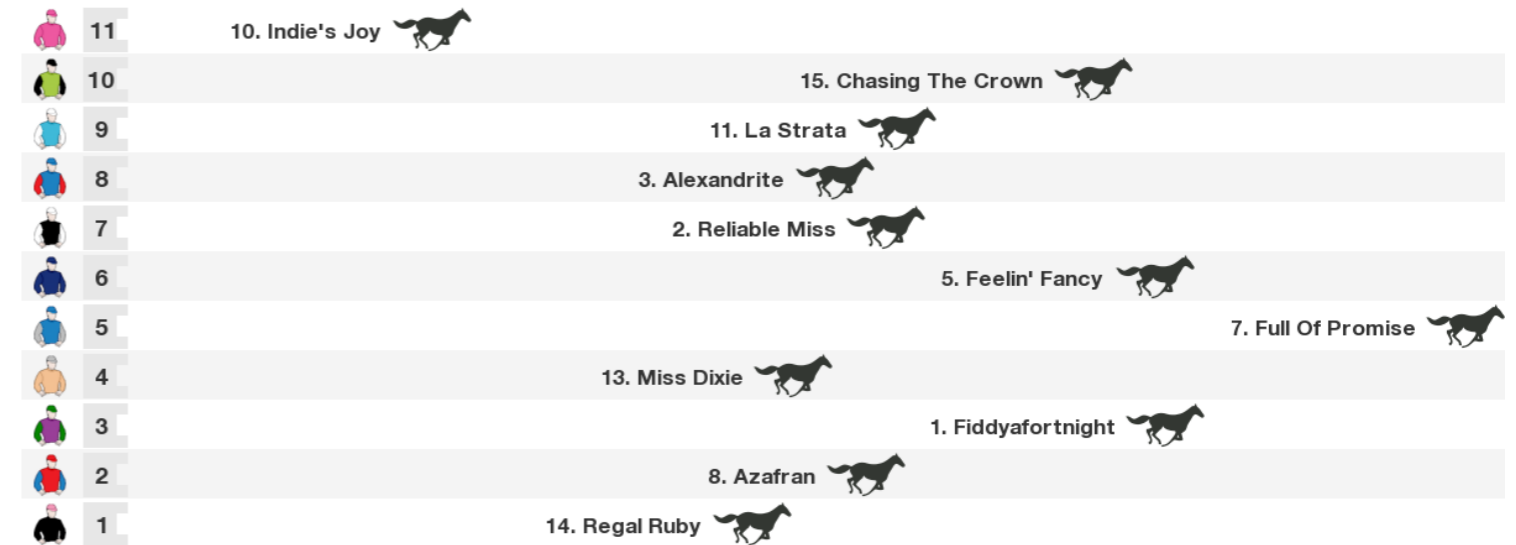 11 10. Indie's Joy
10 15. Chasing The Crown
9 11. La Strata
8 3. Alexandrite
7 2. Reliable Miss
6 5. Feelin' Fancy
5 7. Full Of Promise
4 13. Miss Dixie
3 1. Fiddyafortnight
2 8. Azafran
1 14. Regal Ruby